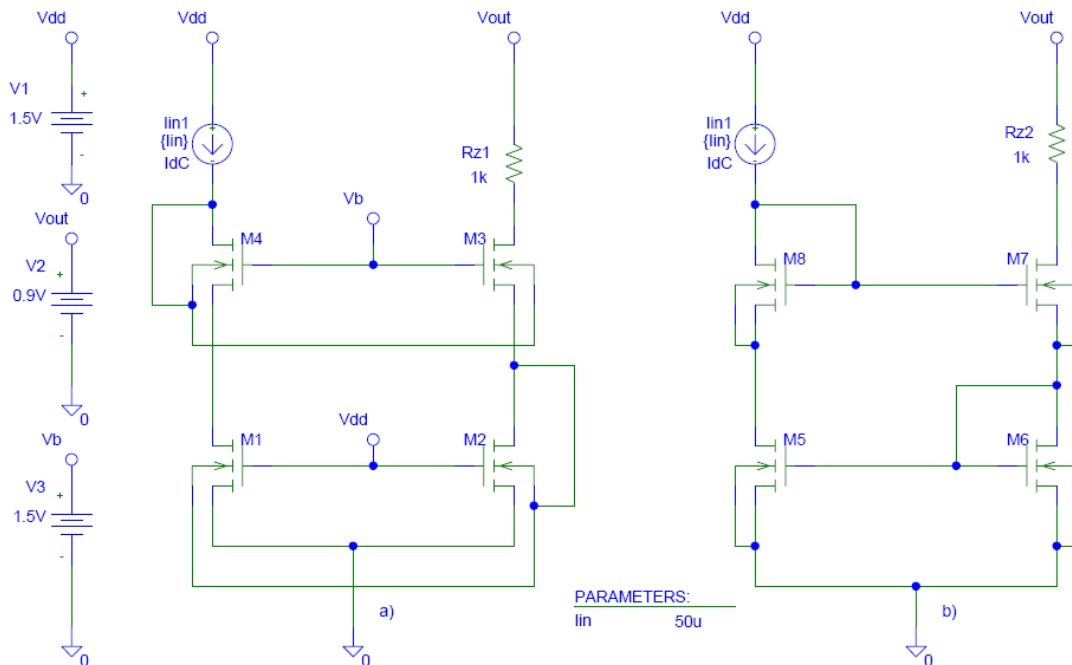 Vdd
Vdd
Vout
Vdd
Vout
V1
+
1.5V
-
0
Iin1
{Iin}
IdC
+
-
Rz1
1k
Iin1
{Iin}
IdC
+
-
Rz2
1k
Vout
V2
+
0.9V
-
0
Vb
M4
M3
M8
M7
Vb
V3
+
1.5V
-
0
Vdd
M1
M2
M5
M6
a)
0
PARAMETERS:
Iin 50u
b)
0